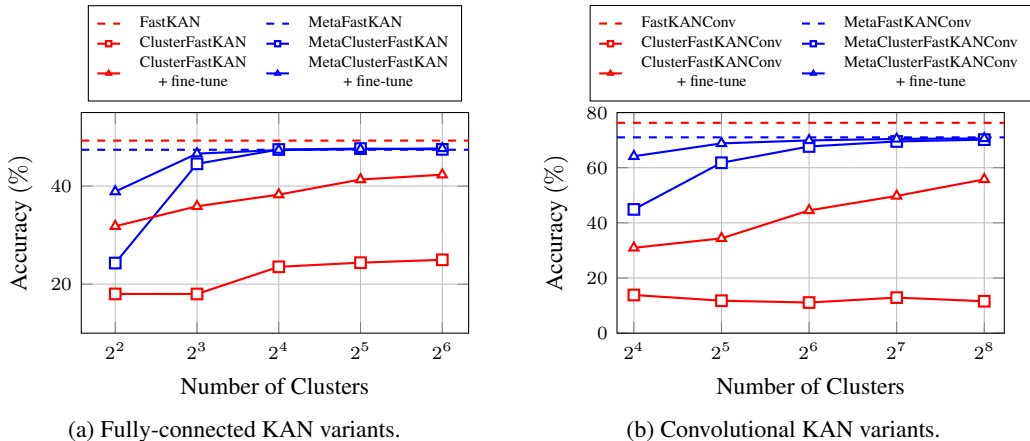 FastKAN
MetaFastKAN
ClusterFastKAN
MetaClusterFastKAN
ClusterFastKAN
+ fine-tune
MetaClusterFastKAN
+ fine-tune
Accuracy (%)
40
20
2^2
2^3
2^4
2^5
2^6
Number of Clusters
(a) Fully-connected KAN variants.
FastKANConv
MetaFastKANConv
ClusterFastKANConv
MetaClusterFastKANConv
ClusterFastKANConv
+ fine-tune
MetaClusterFastKANConv
+ fine-tune
Accuracy (%)
80
60
40
20
0
2^4
2^5
2^6
2^7
2^8
Number of Clusters
(b) Convolutional KAN variants.